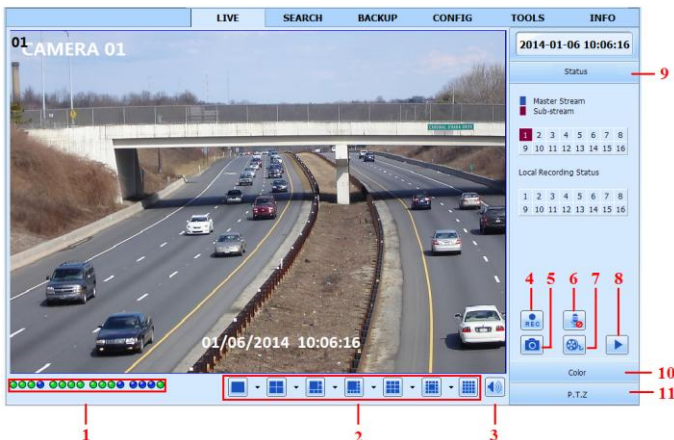 LIVE SEARCH BACKUP CONFIG TOOLS INFO
01
CAMERA 01
2014-01-06 10:06:16
Status
9
Master Stream
Sub-stream
1 2 3 4 5 6 7 8
9 10 11 12 13 14 15 16
Local Recording Status
1 2 3 4 5 6 7 8
9 10 11 12 13 14 15 16
4 5 6 7 8
REC
01/06/2014 10:06:16
Color
10
P.T.Z
11
1 2 3